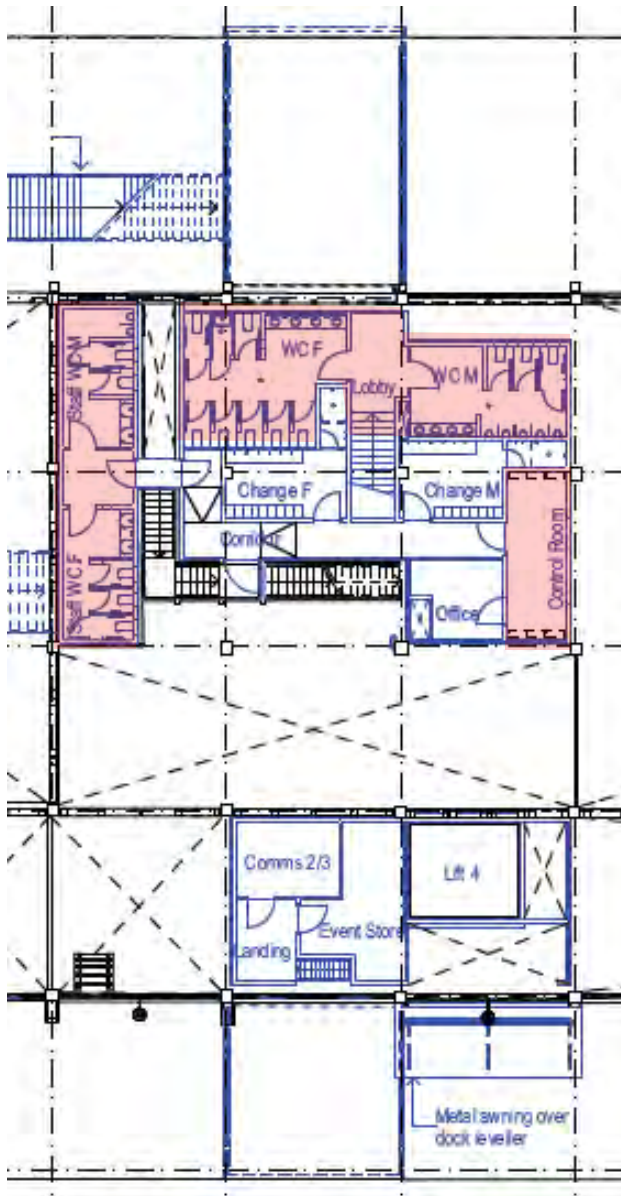 Staff WC M
WC F
Lobby
WC M
Change F
Change M
Corridor
Staff WC F
Office
Control Room
Comms 2/3
Lift 4
Event Store
Landing
Metal awning over
dock leveller